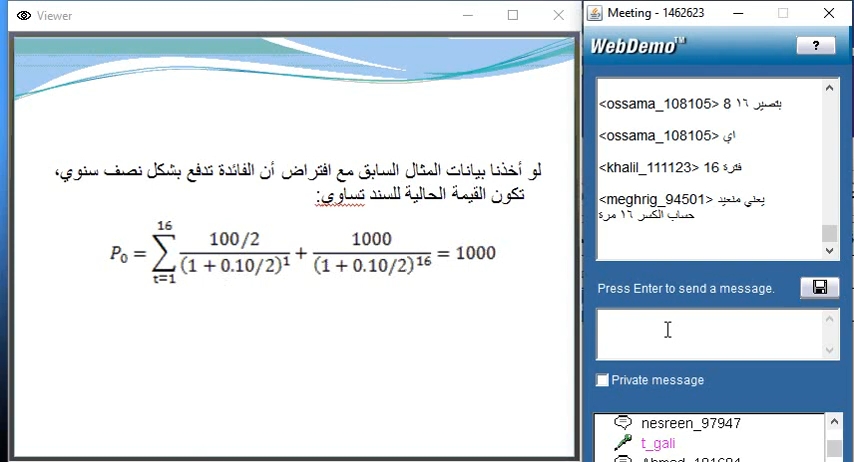 Viewer
لو أخذنا بيانات المثال السابق مع افتراض أن الفائدة تدفع بشكل نصف سنوي،
تكون القيمة الحالية للسند تساوي:
P₀ = ∑_{t=1}^{16} (100/2)/(1 + 0.10/2)¹ + 1000/(1 + 0.10/2)¹⁶ = 1000
Meeting - 1462623
WebDemo™
?
<ossama_108105> 8 بتصير ١٦
<ossama_108105> اي
<khalil_111123> 16 فترة
<meghrig_94501> يعني منعيد
حساب الكسر ١٦ مرة
Press Enter to send a message.
Private message
nesreen_97947
t_gali